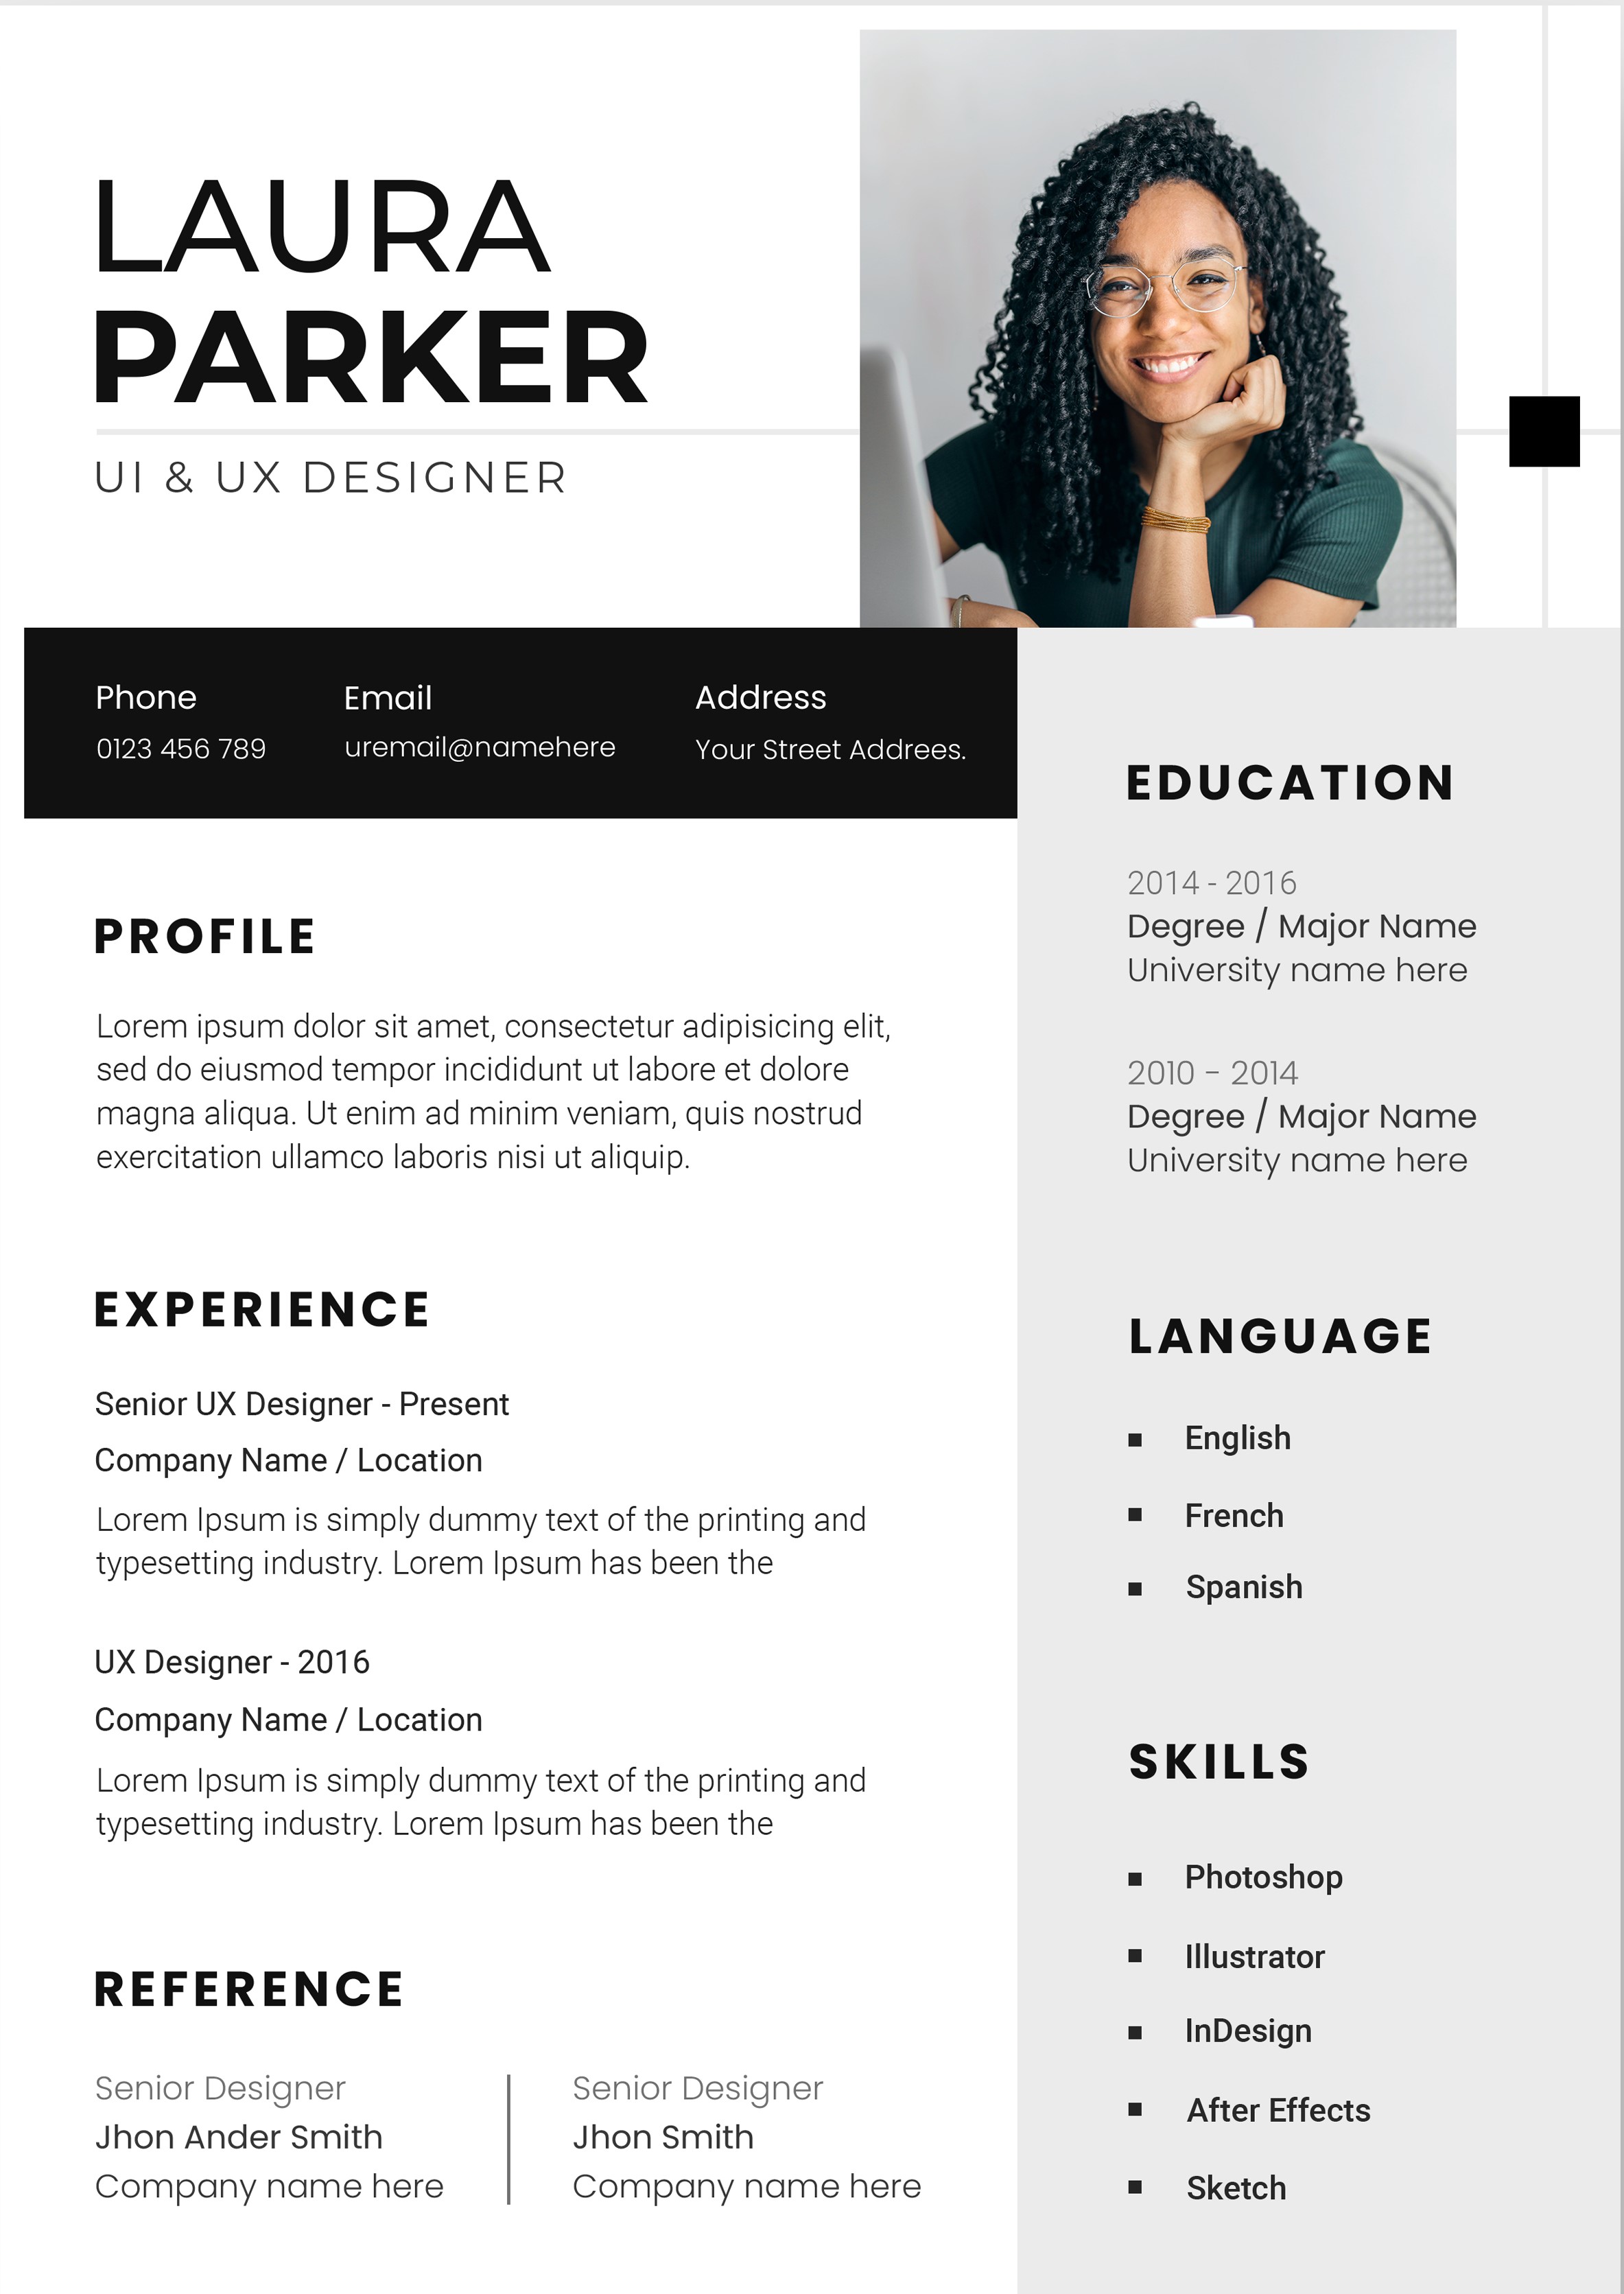 LAURA
PARKER
UI & UX DESIGNER
Phone
0123 456 789
Email
uremail@namehere
Address
Your Street Addrees.
PROFILE
Lorem ipsum dolor sit amet, consectetur adipisicing elit,
sed do eiusmod tempor incididunt ut labore et dolore
magna aliqua. Ut enim ad minim veniam, quis nostrud
exercitation ullamco laboris nisi ut aliquip.
EXPERIENCE
Senior UX Designer - Present
Company Name / Location
Lorem Ipsum is simply dummy text of the printing and
typesetting industry. Lorem Ipsum has been the
UX Designer - 2016
Company Name / Location
Lorem Ipsum is simply dummy text of the printing and
typesetting industry. Lorem Ipsum has been the
REFERENCE
Senior Designer
Jhon Ander Smith
Company name here
Senior Designer
Jhon Smith
Company name here
EDUCATION
2014 - 2016
Degree / Major Name
University name here
2010 - 2014
Degree / Major Name
University name here
LANGUAGE
English
French
Spanish
SKILLS
Photoshop
Illustrator
InDesign
After Effects
Sketch